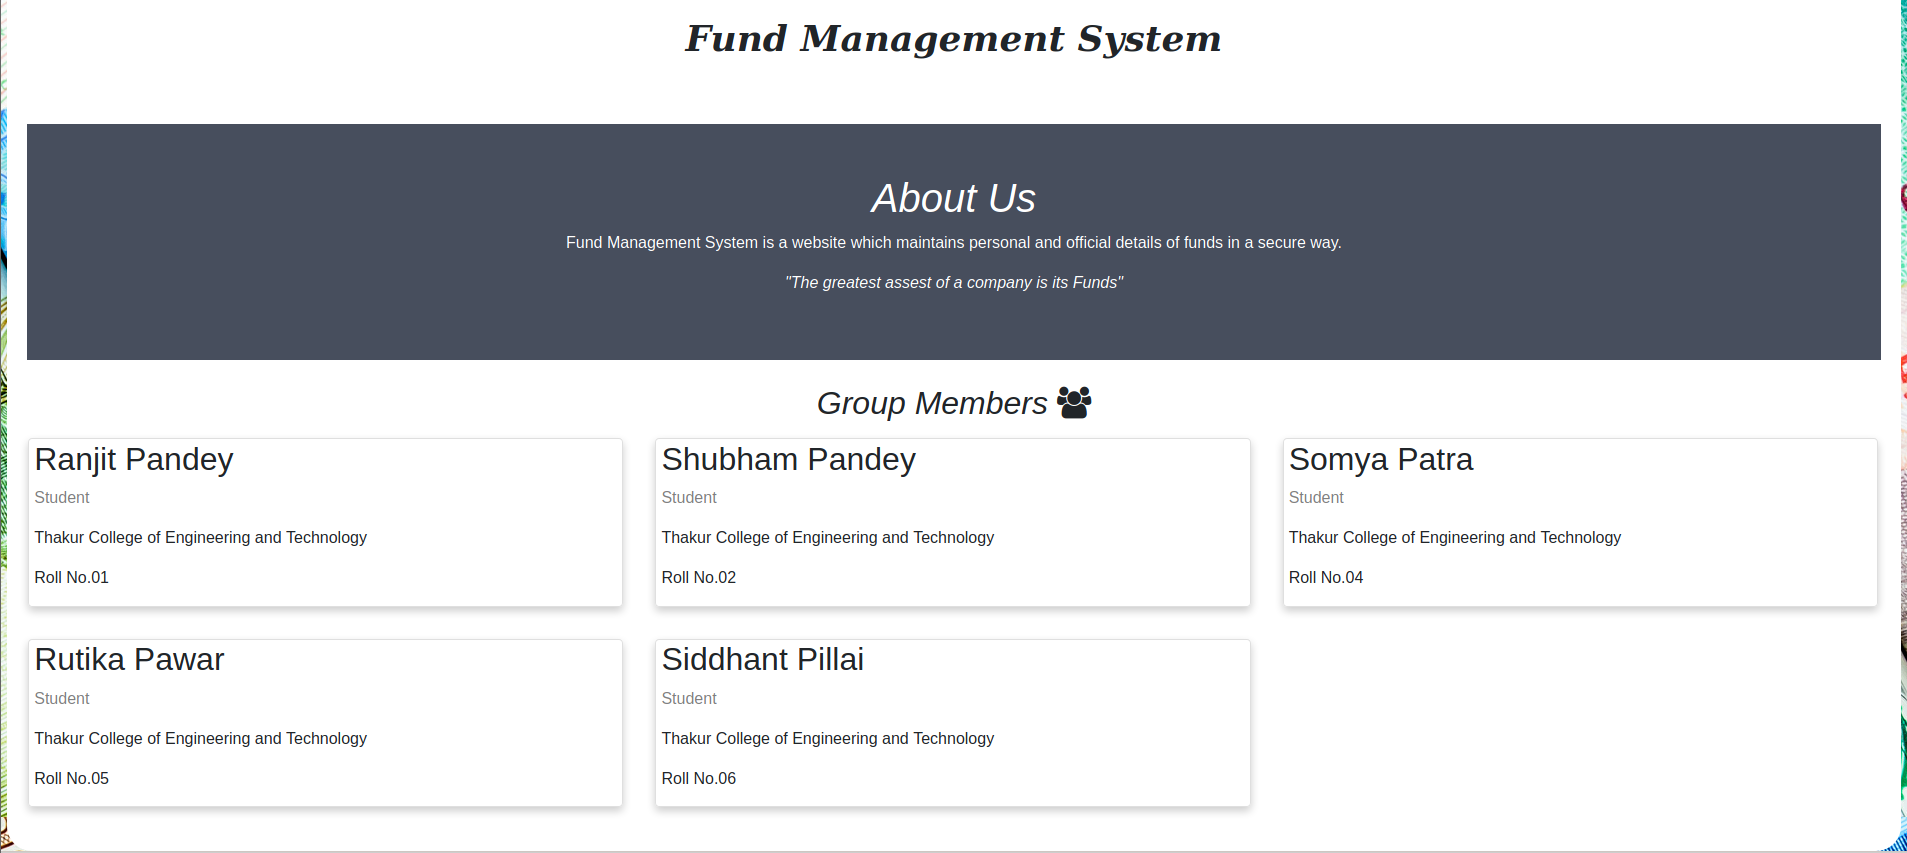 Fund Management System
About Us
Fund Management System is a website which maintains personal and official details of funds in a secure way.
"The greatest assest of a company is its Funds"
Group Members
Ranjit Pandey
Student
Thakur College of Engineering and Technology
Roll No.01
Shubham Pandey
Student
Thakur College of Engineering and Technology
Roll No.02
Somya Patra
Student
Thakur College of Engineering and Technology
Roll No.04
Rutika Pawar
Student
Thakur College of Engineering and Technology
Roll No.05
Siddhant Pillai
Student
Thakur College of Engineering and Technology
Roll No.06